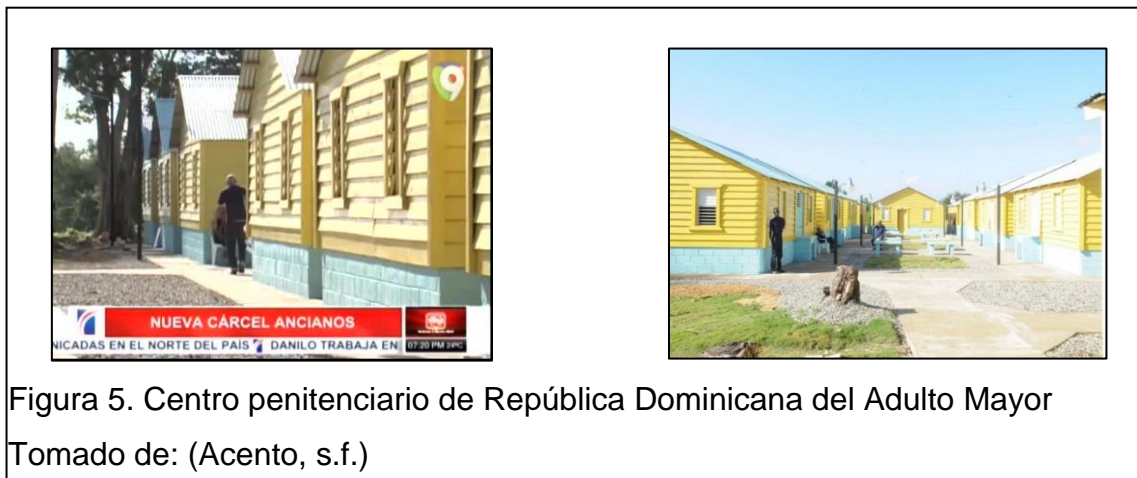 9
NUEVA CÁRCEL ANCIANOS
NICADAS EN EL NORTE DEL PAÍS DANILO TRABAJA EN 07:20 PM 24ºC
Figura 5. Centro penitenciario de República Dominicana del Adulto Mayor
Tomado de: (Acento, s.f.)